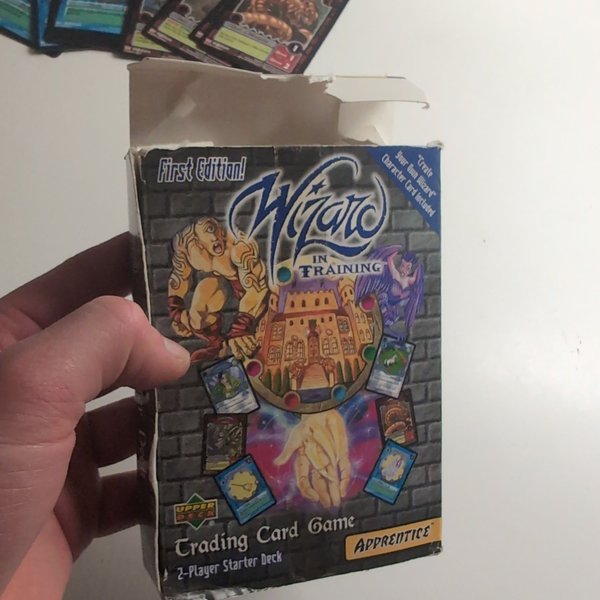 First Edition!
"Create
Your Own Wizard"
Character Card Included
Wizard
IN
TRAINING
UPPER
DECK
Trading Card Game
2-Player Starter Deck
APPRENTICE™